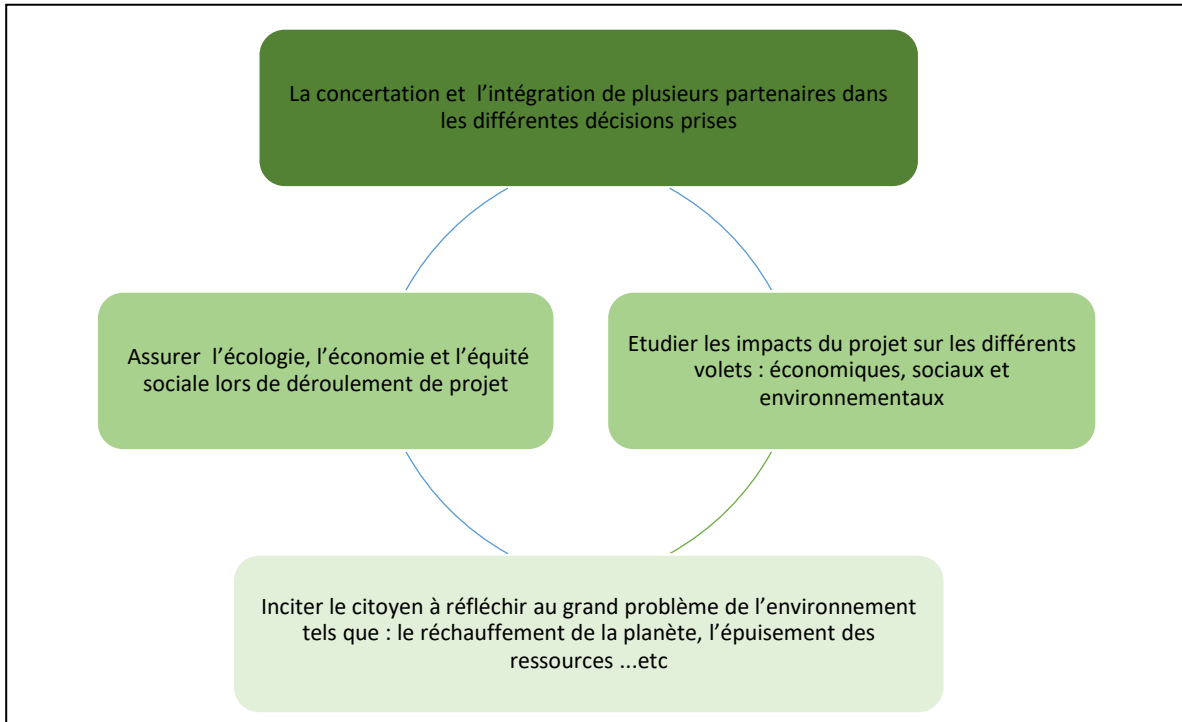 La concertation et  l’intégration de plusieurs partenaires dans
les différentes décisions prises
Assurer  l’écologie, l’économie et l’équité
sociale lors de déroulement de projet
Etudier les impacts du projet sur les différents
volets : économiques, sociaux et
environnementaux
Inciter le citoyen à réfléchir au grand problème de l’environnement
tels que : le réchauffement de la planète, l’épuisement des
ressources ...etc